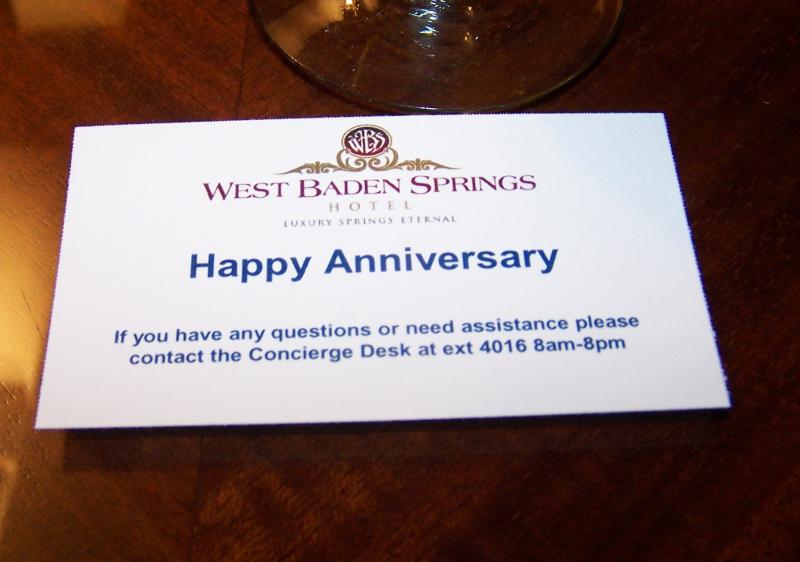 WBS
WEST BADEN SPRINGS
HOTEL
LUXURY SPRINGS ETERNAL
Happy Anniversary
If you have any questions or need assistance please
contact the Concierge Desk at ext 4016 8am-8pm